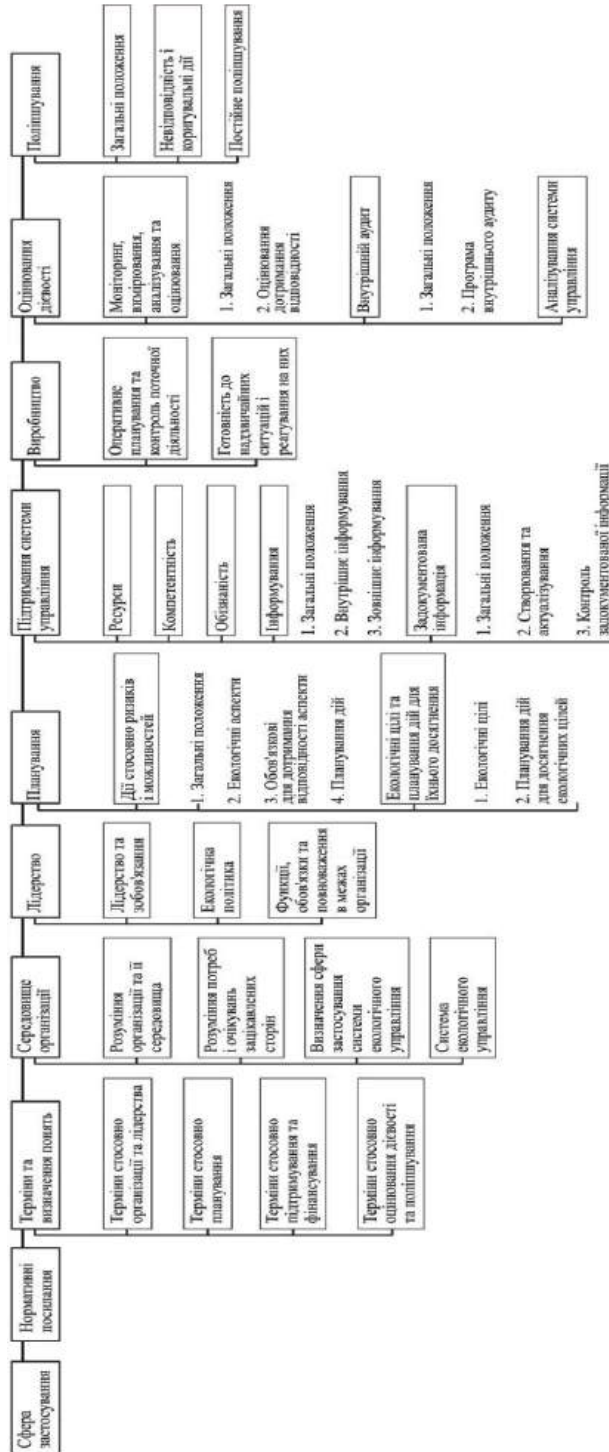 Сфера
застосування
Нормативні
посилання
Терміни та
визначення понять
Терміни стосовно
організації та лідерства
Терміни стосовно
планування
Терміни стосовно
підтримування та
фінансування
Терміни стосовно
оцінювання дієвості
та поліпшування
Середовище
організації
Розуміння
організації та її
середовища
Розуміння потреб
і очікувань
зацікавлених
сторін
Визначення сфери
застосування
системи
екологічного
управління
Система
екологічного
управління
Лідерство
Лідерство та
зобов'язання
Екологічна
політика
Функції,
обов'язки та
повноваження
в межах
організації
Планування
Дії стосовно ризиків
і можливостей
1. Загальні положення
2. Екологічні аспекти
3. Обов'язкові
для дотримання
відповідності аспекти
4. Планування дій
Екологічні цілі та
планування дій для
їхнього досягнення
1. Екологічні цілі
2. Планування дій
для досягнення
екологічних цілей
Підтримання системи
управління
Ресурси
Компетентність
Обізнаність
Інформування
1. Загальні положення
2. Внутрішнє інформування
3. Зовнішнє інформування
Задокументована
інформація
1. Загальні положення
2. Створювання та
актуалізування
3. Контроль
задокументованої інформації
Виробництво
Оперативне
планування та
контроль поточної
діяльності
Готовність до
надзвичайних
ситуацій і
реагування на них
Оцінювання
дієвості
Моніторинг,
вимірювання,
аналізування та
оцінювання
1. Загальні положення
2. Оцінювання
дотримання
відповідності
Внутрішній аудит
1. Загальні положення
2. Програма
внутрішнього аудиту
Аналізування системи
управління
Поліпшування
Загальні положення
Невідповідність і
коригувальні дії
Постійне поліпшування